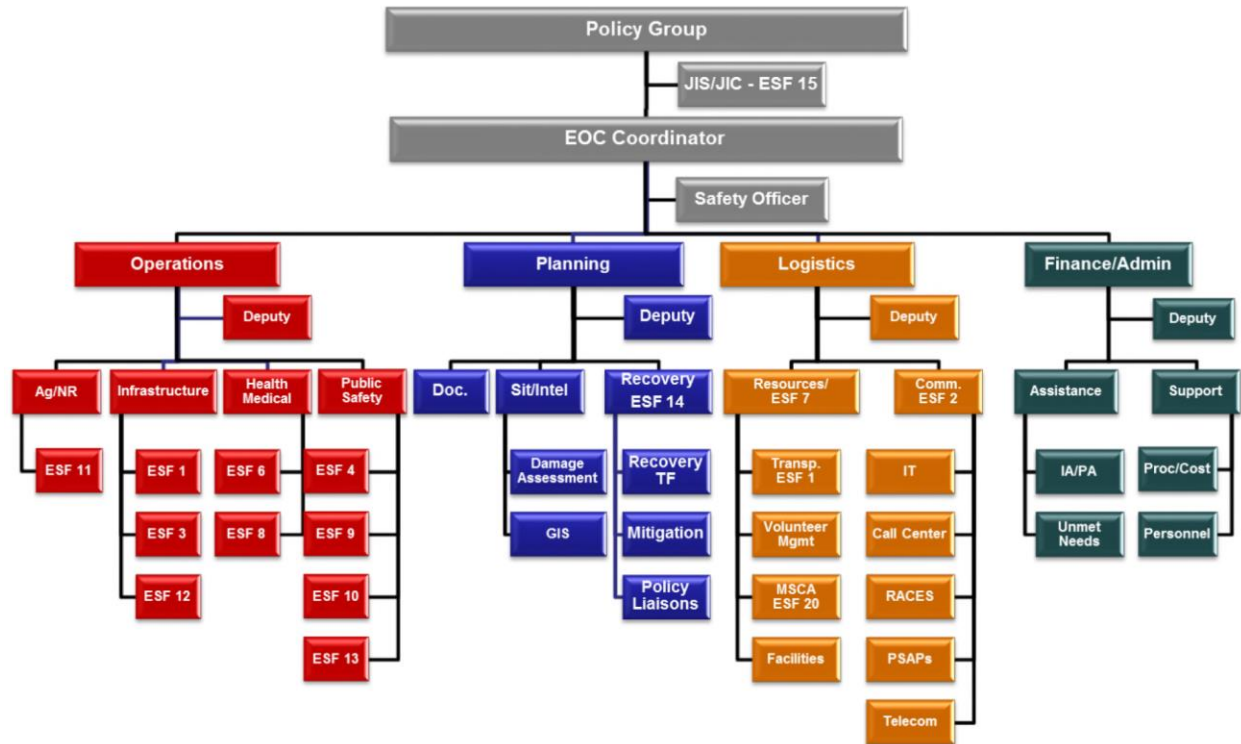 Policy Group
JIS/JIC - ESF 15
EOC Coordinator
Safety Officer
Operations
Planning
Logistics
Finance/Admin
Deputy
Deputy
Deputy
Deputy
Ag/NR
Infrastructure
Health
Medical
Public
Safety
Doc.
Sit/Intel
Recovery
ESF 14
Resources/
ESF 7
Comm.
ESF 2
Assistance
Support
ESF 11
ESF 1
ESF 6
ESF 4
Damage
Assessment
Recovery
TF
Transp.
ESF 1
IT
IA/PA
Proc/Cost
ESF 3
ESF 8
ESF 9
GIS
Mitigation
Volunteer
Mgmt
Call Center
Unmet
Needs
Personnel
ESF 12
ESF 10
Policy
Liaisons
MSCA
ESF 20
RACES
ESF 13
Facilities
PSAPs
Telecom